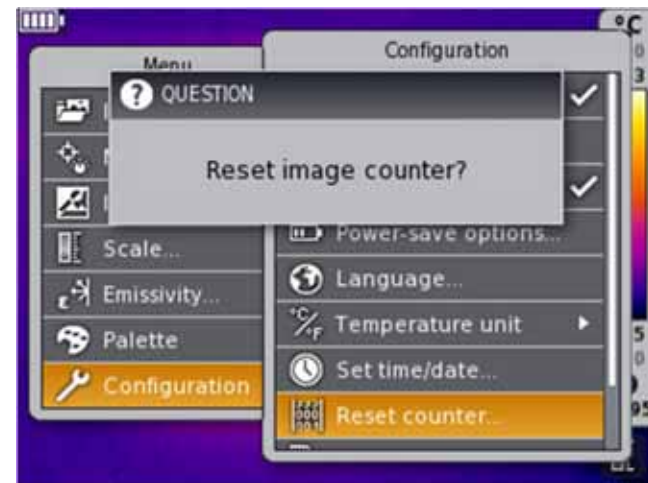 °C
Menu
Configuration
QUESTION
Reset image counter?
Power-save options...
Scale...
Language...
Emissivity...
Temperature unit
Palette
Set time/date...
Configuration
Reset counter...